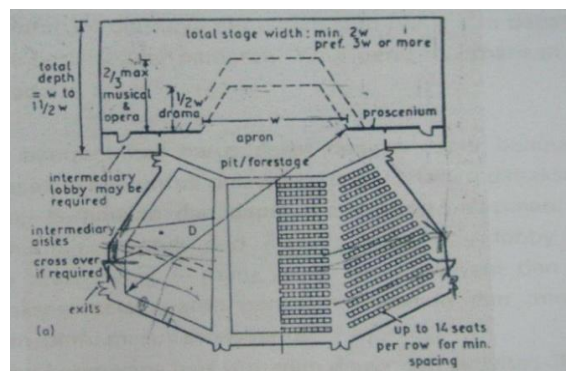 total stage width : min. 2w
pref. 3w or more
total
depth
= w to
1½ w
2/3 max
musical
&
opera
½ w
drama
w
proscenium
apron
pit/forestage
intermediary
lobby may be
required
intermediary
aisles
D
cross over
if required
exits
(a)
up to 14 seats
per row for min.
spacing